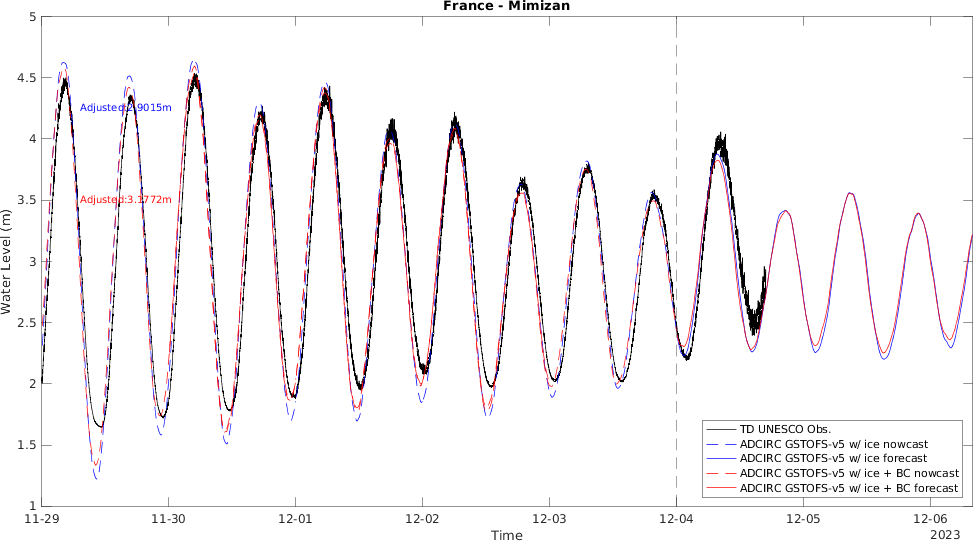 France - Mimizan
5
4.5
4
3.5
3
2.5
2
1.5
1
Water Level (m)
Adjusted:2.9015m
Adjusted:3.1772m
TD UNESCO Obs.
ADCIRC GSTOFS-v5 w/ ice nowcast
ADCIRC GSTOFS-v5 w/ ice forecast
ADCIRC GSTOFS-v5 w/ ice + BC nowcast
ADCIRC GSTOFS-v5 w/ ice + BC forecast
11-29 11-30 12-01 12-02 12-03 12-04 12-05 12-06
Time 2023